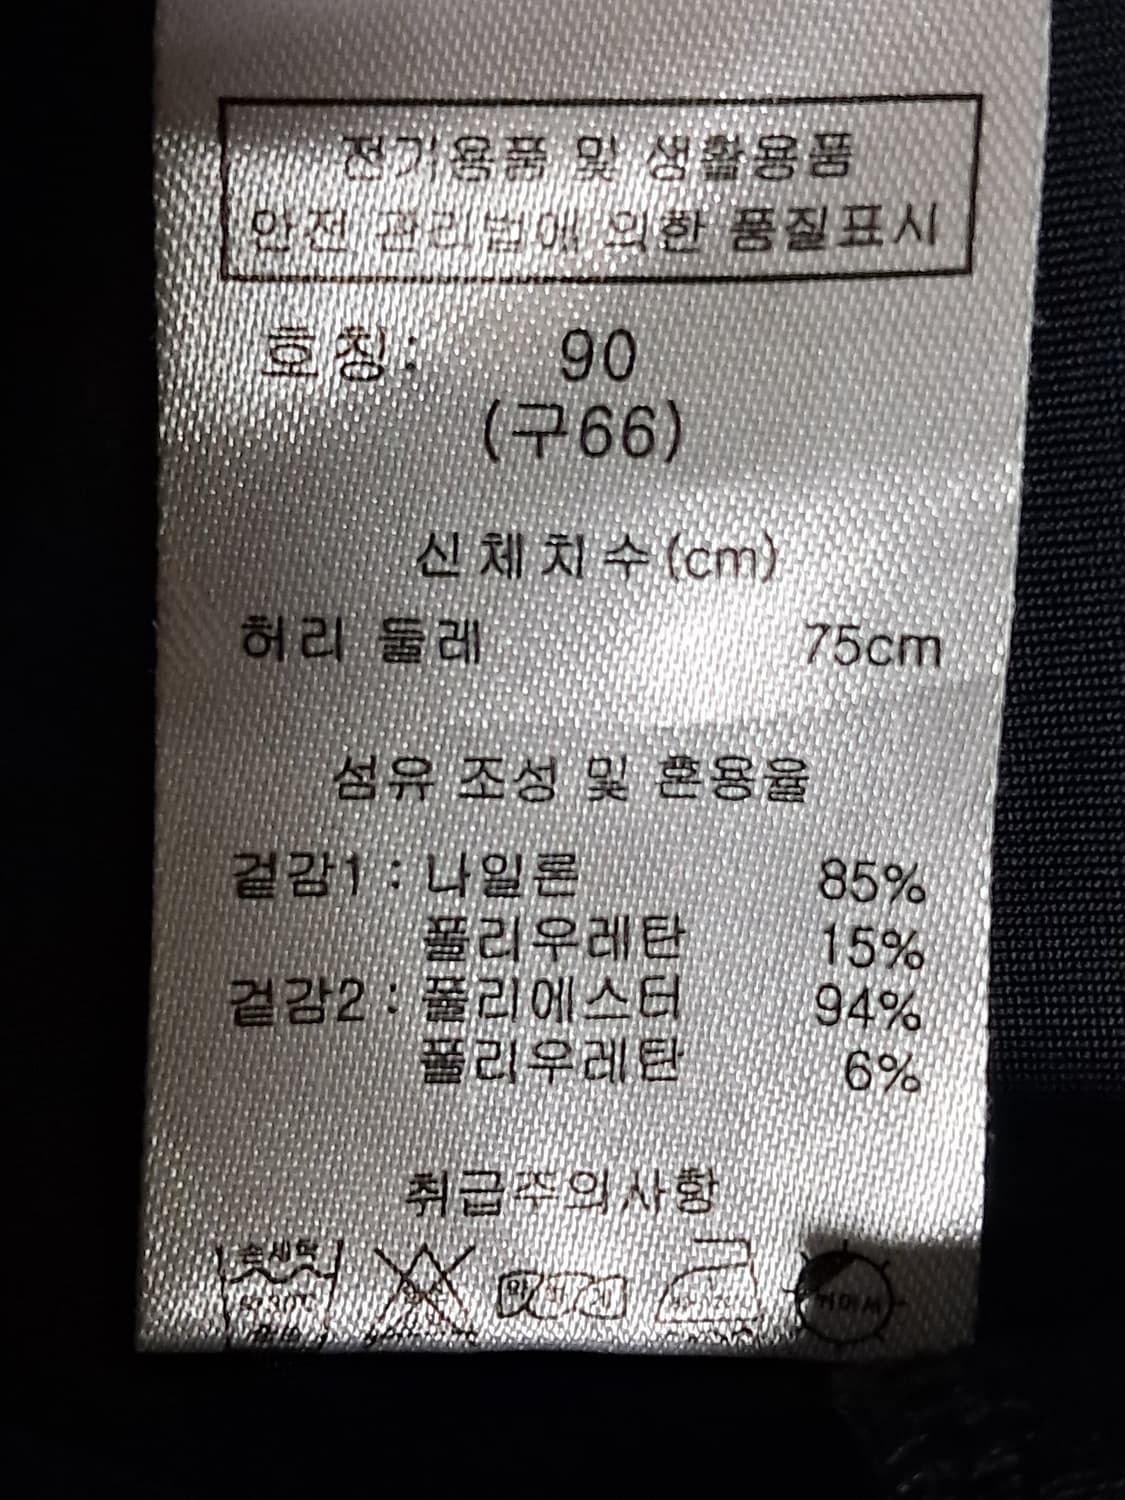 전기용품 및 생활용품
안전 관리법에 의한 품질표시
호칭: 90
(구66)
신체치수(cm)
허리 둘레 75cm
섬유 조성 및 혼용율
겉감1 : 나일론 85%
폴리우레탄 15%
겉감2 : 폴리에스터 94%
폴리우레탄 6%
취급주의사항
손세탁
약하게
뉘어서